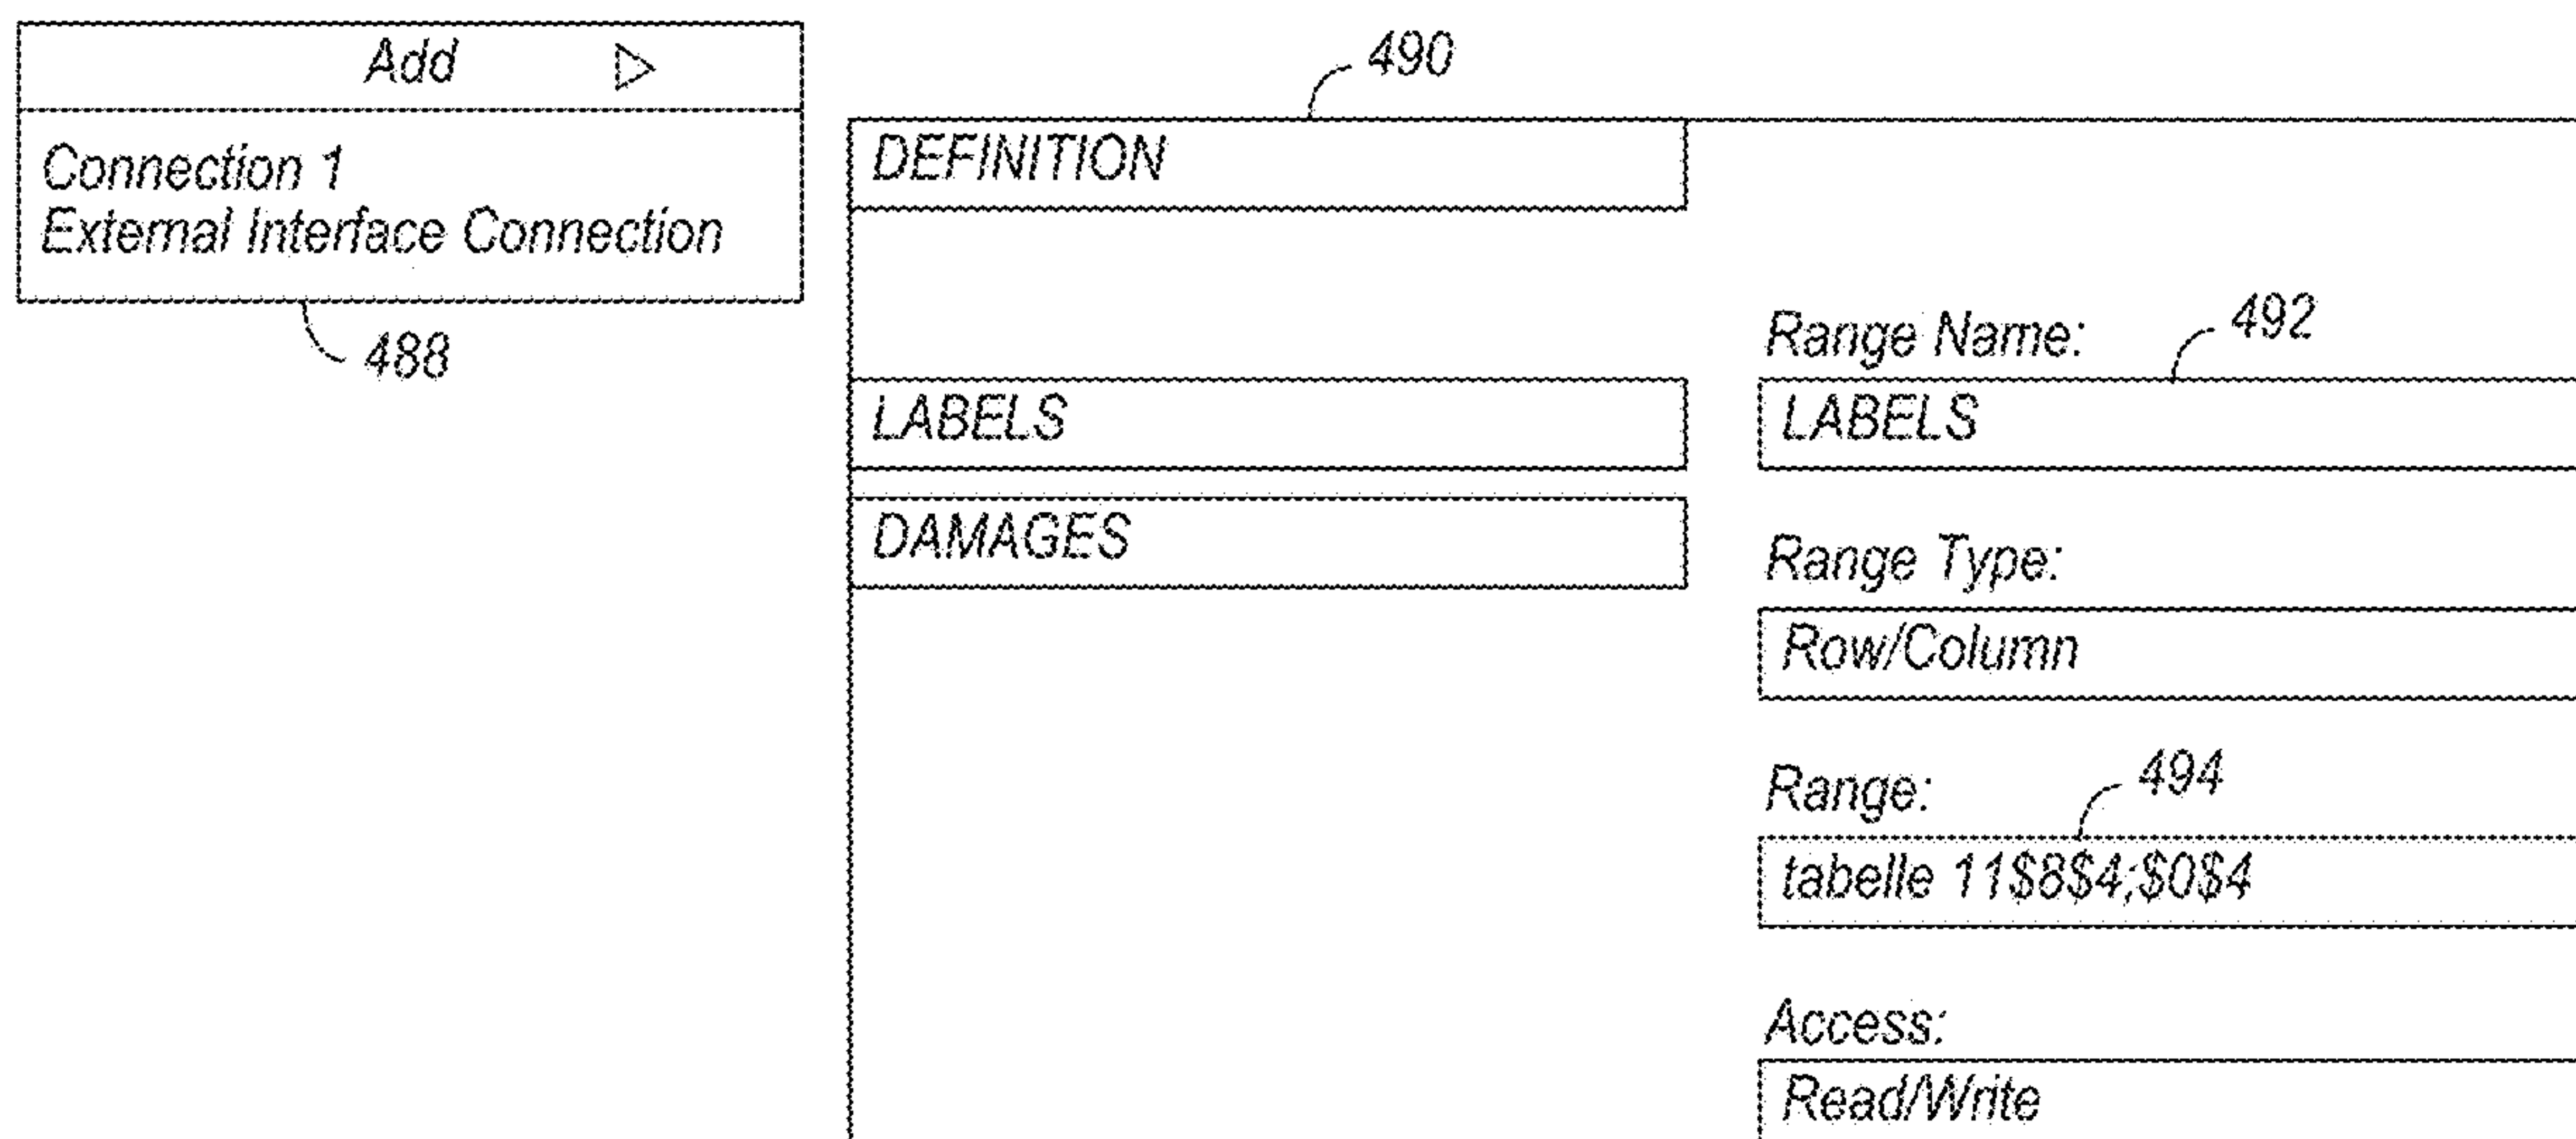 Add
Connection 1
External Interface Connection
488
490
DEFINITION
LABELS
DAMAGES
Range Name:
492
LABELS
Range Type:
Row/Column
Range:
494
tabelle 11$8$4;$0$4
Access:
Read/Write